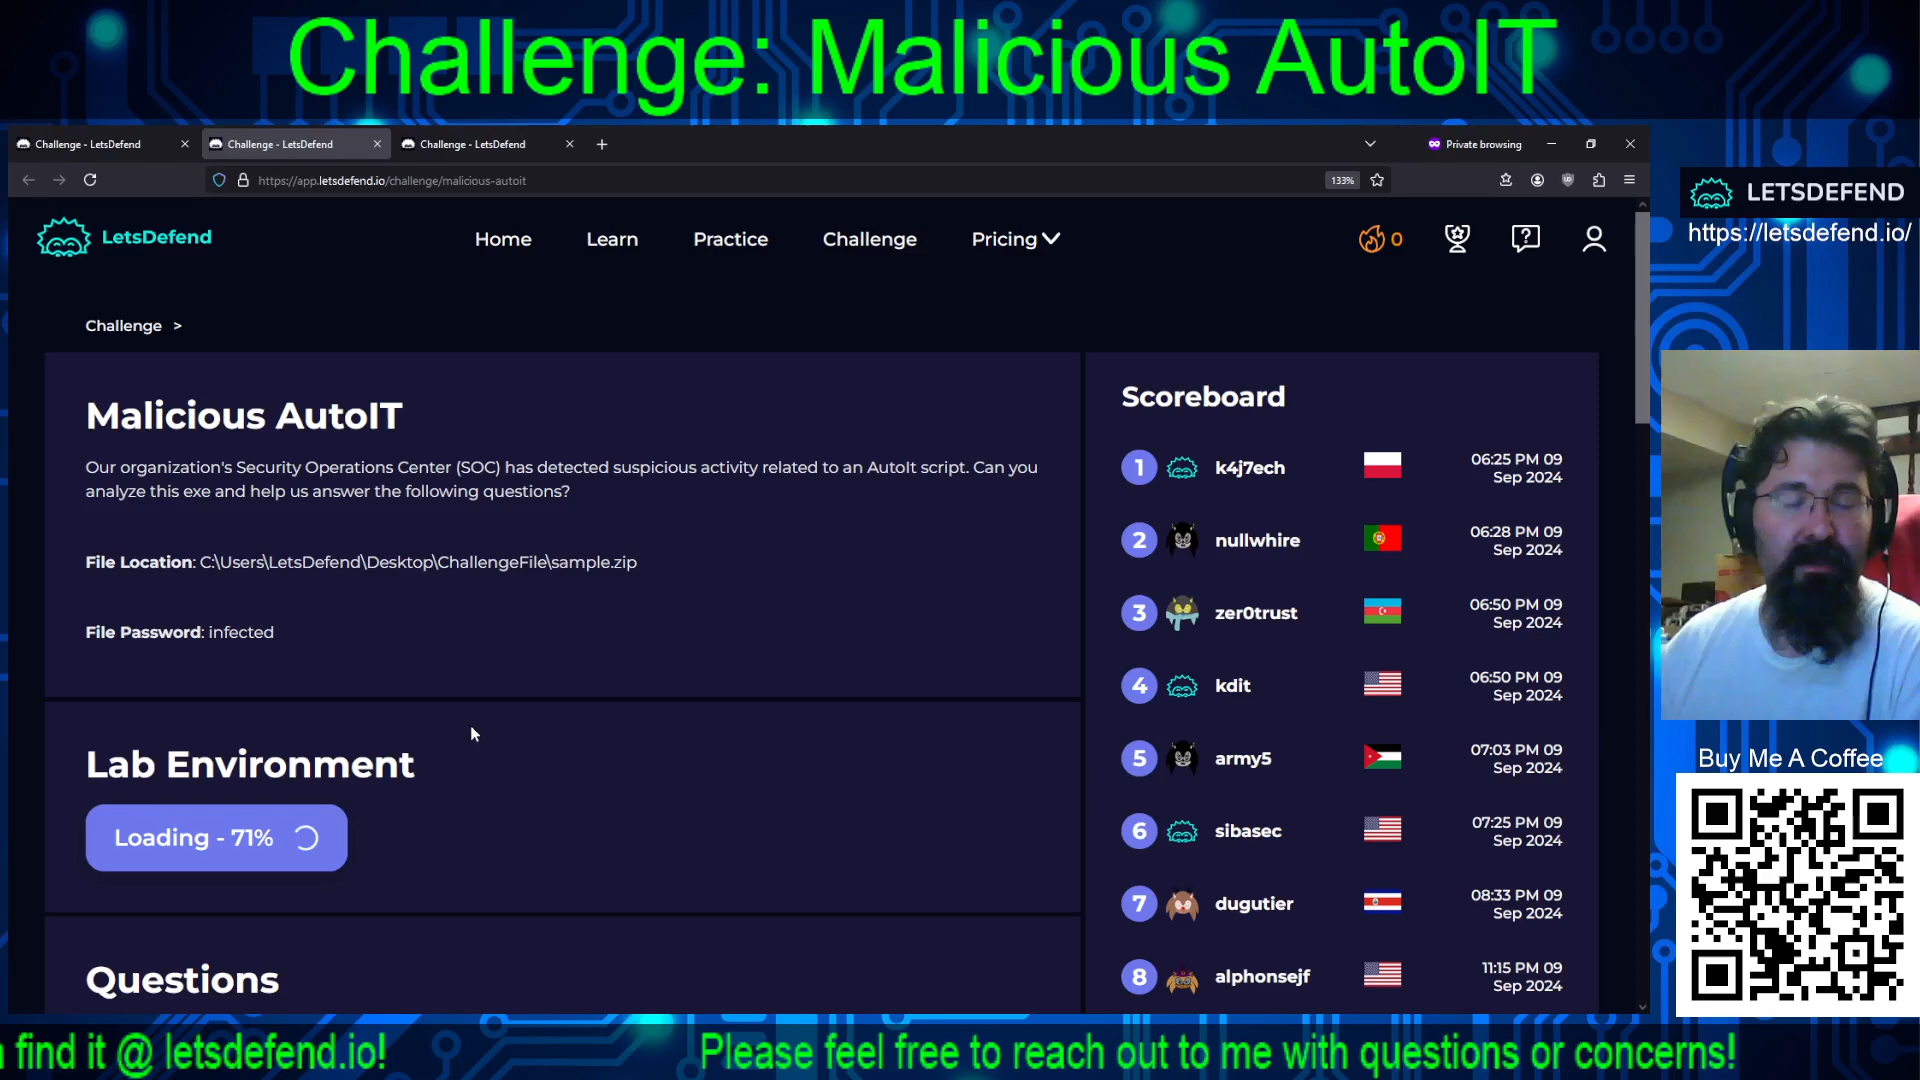 Challenge: Malicious AutoIT
Challenge - LetsDefend
Challenge - LetsDefend
Challenge - LetsDefend
Private browsing
https://app.letsdefend.io/challenge/malicious-autoit
133%
LetsDefend
Home
Learn
Practice
Challenge
Pricing
0
Challenge >
Malicious AutoIT
Our organization's Security Operations Center (SOC) has detected suspicious activity related to an AutoIt script. Can you
analyze this exe and help us answer the following questions?
File Location: C:\Users\LetsDefend\Desktop\ChallengeFile\sample.zip
File Password: infected
Lab Environment
Loading - 71%
Questions
Scoreboard
1 k4j7ech 06:25 PM 09
Sep 2024
2 nullwhire 06:28 PM 09
Sep 2024
3 zer0trust 06:50 PM 09
Sep 2024
4 kdit 06:50 PM 09
Sep 2024
5 army5 07:03 PM 09
Sep 2024
6 sibasec 07:25 PM 09
Sep 2024
7 dugutier 08:33 PM 09
Sep 2024
8 alphonsejf 11:15 PM 09
Sep 2024
LETSDEFEND
https://letsdefend.io/
Buy Me A Coffee
find it @ letsdefend.io!
Please feel free to reach out to me with questions or concerns!